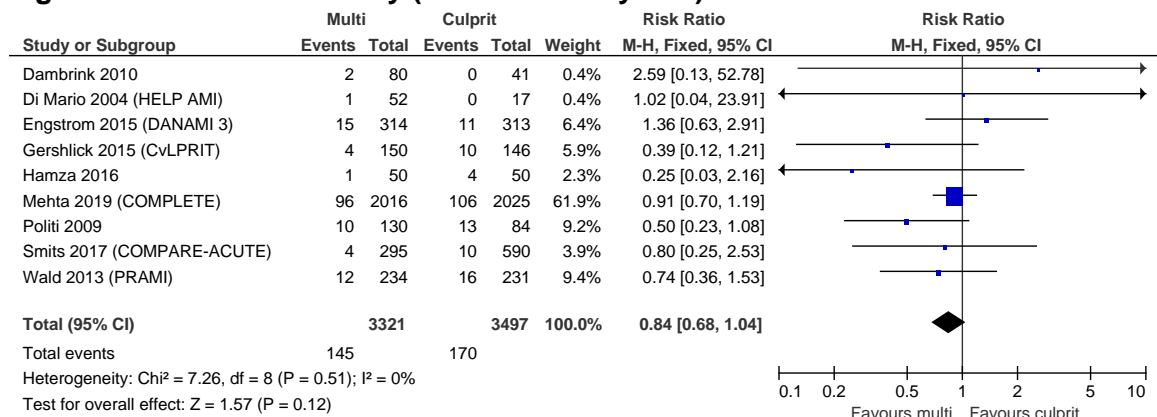 Multi Culprit Risk Ratio Risk Ratio
Study or Subgroup Events Total Events Total Weight M-H, Fixed, 95% CI M-H, Fixed, 95% CI
Dambrink 2010 2 80 0 41 0.4% 2.59 [0.13, 52.78]
Di Mario 2004 (HELP AMI) 1 52 0 17 0.4% 1.02 [0.04, 23.91]
Engstrom 2015 (DANAMI 3) 15 314 11 313 6.4% 1.36 [0.63, 2.91]
Gershlick 2015 (CvLPRIT) 4 150 10 146 5.9% 0.39 [0.12, 1.21]
Hamza 2016 1 50 4 50 2.3% 0.25 [0.03, 2.16]
Mehta 2019 (COMPLETE) 96 2016 106 2025 61.9% 0.91 [0.70, 1.19]
Politi 2009 10 130 13 84 9.2% 0.50 [0.23, 1.08]
Smits 2017 (COMPARE-ACUTE) 4 295 10 590 3.9% 0.80 [0.25, 2.53]
Wald 2013 (PRAMI) 12 234 16 231 9.4% 0.74 [0.36, 1.53]
Total (95% CI) 3321 3497 100.0% 0.84 [0.68, 1.04]
Total events 145 170
Heterogeneity: Chi² = 7.26, df = 8 (P = 0.51); I² = 0%
Test for overall effect: Z = 1.57 (P = 0.12)
0.1 0.2 0.5 1 2 5 10
Favours multi Favours culprit